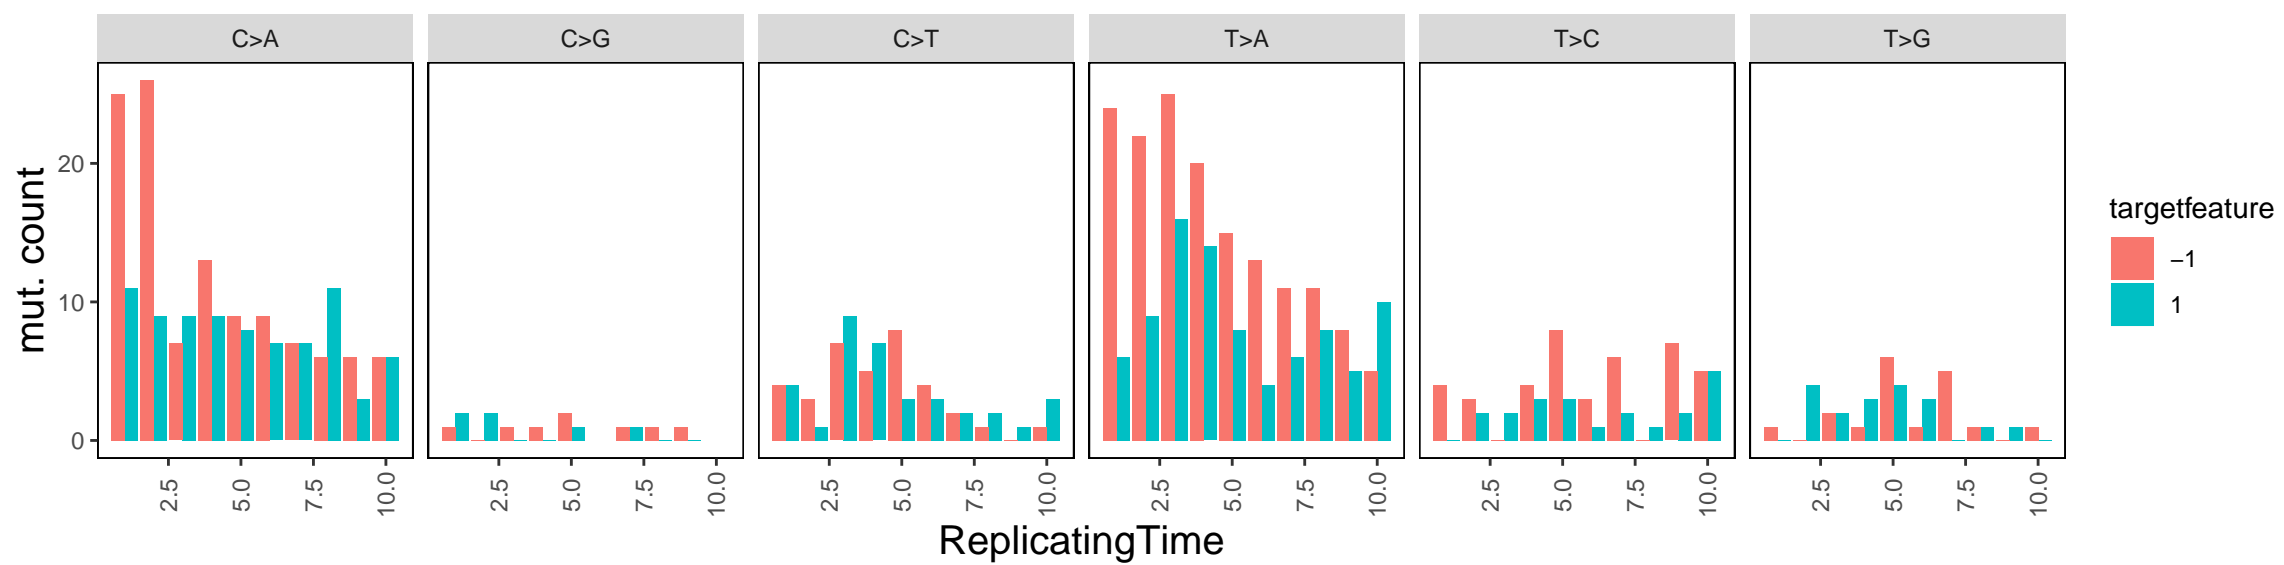 C>A C>G C>T T>A T>C T>G
mut. count
20
10
0
2.5 5.0 7.5 10.0 2.5 5.0 7.5 10.0 2.5 5.0 7.5 10.0 2.5 5.0 7.5 10.0 2.5 5.0 7.5 10.0 2.5 5.0 7.5 10.0
ReplicatingTime
targetfeature
−1
1